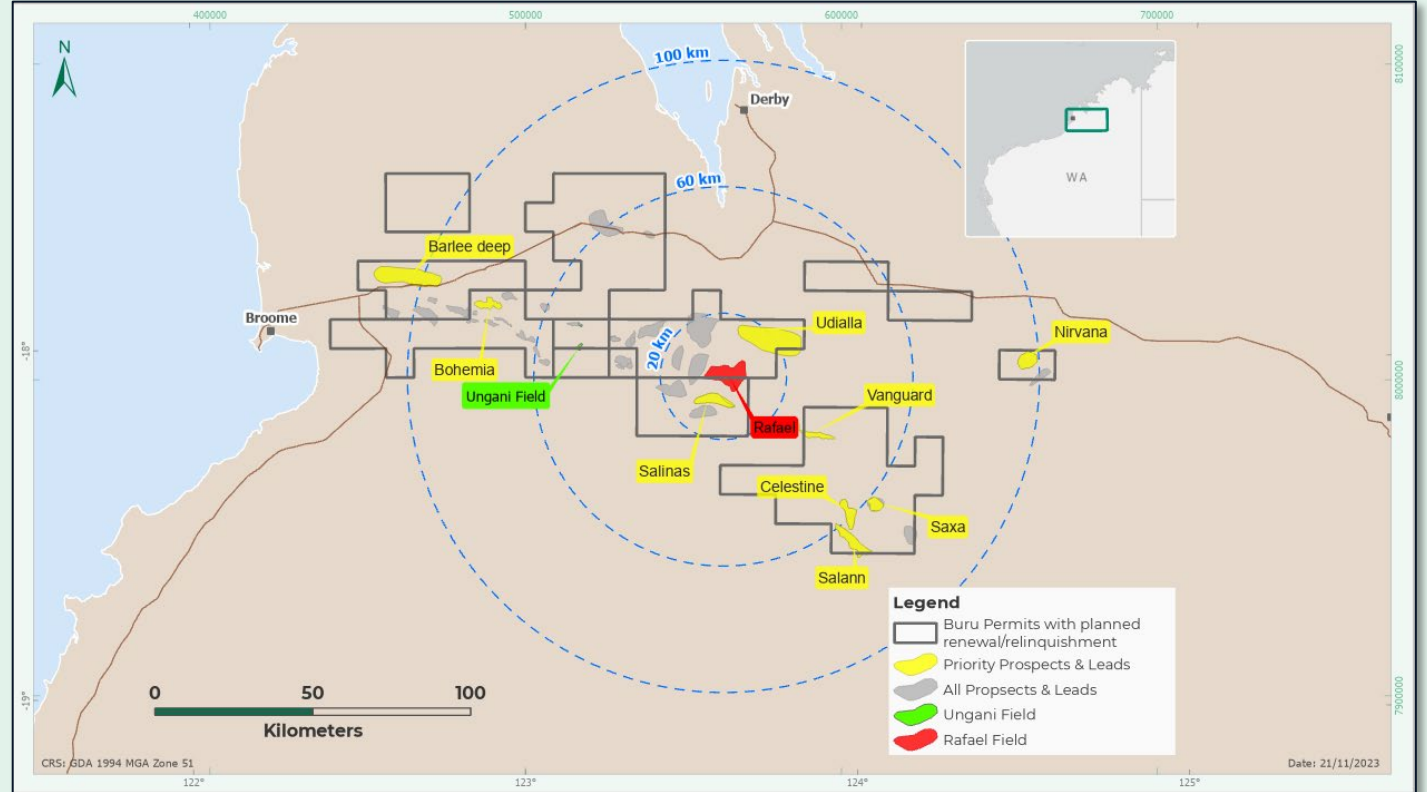 400000
500000
600000
700000
N
100 km
8100000
Derby
WA
60 km
Barlee deep
Broome
Udialla
Nirvana
20 km
-18°
Bohemia
8000000
Ungani Field
Vanguard
Rafael
Salinas
Celestine
Saxa
Salann
Legend
Buru Permits with planned
renewal/relinquishment
Priority Prospects & Leads
All Propsects & Leads
Ungani Field
Rafael Field
-19°
7900000
0 50 100
Kilometers
CRS: GDA 1994 MGA Zone 51
Date: 21/11/2023
122°
123°
124°
125°